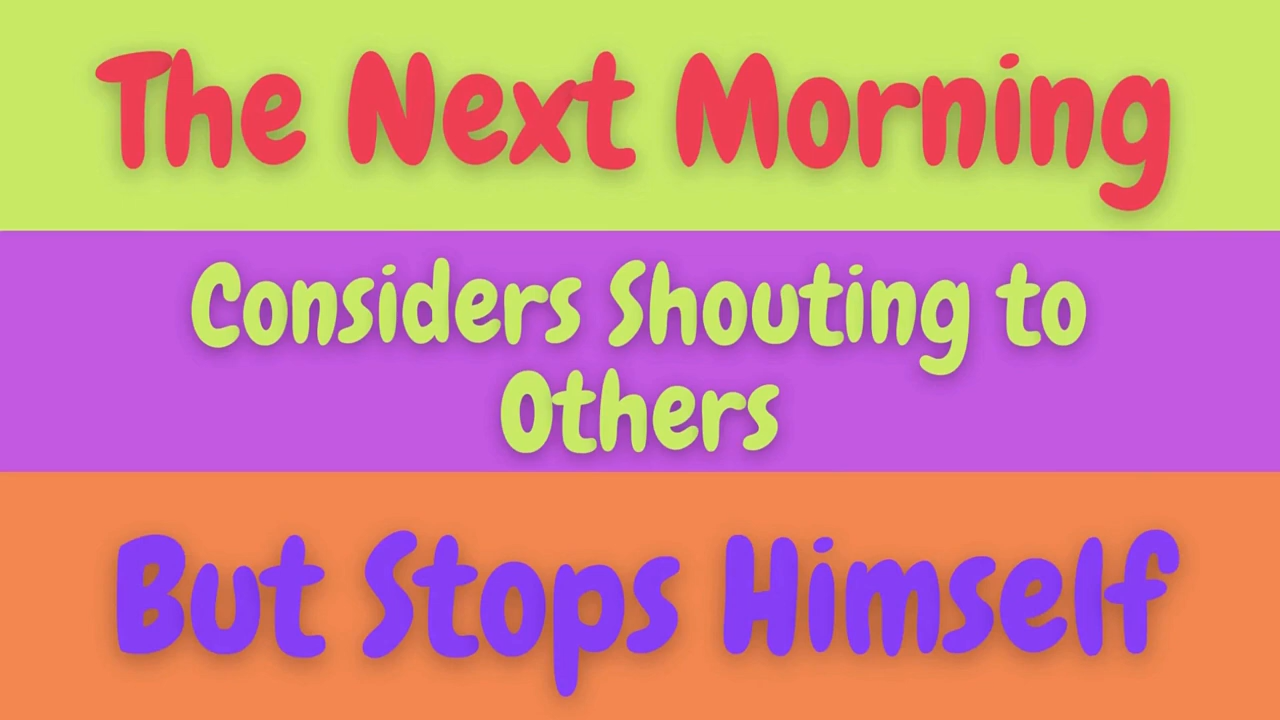 The Next Morning
Considers Shouting to
Others
But Stops Himself